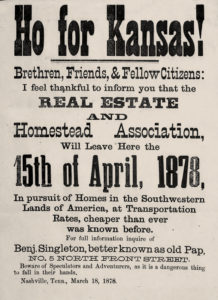 Ho for Kansas!
Brethren, Friends, & Fellow Citizens:
I feel thankful to inform you that the
REAL ESTATE
AND
Homestead Association,
Will Leave Here the
15th of April, 1878,
In pursuit of Homes in the Southwestern
Lands of America, at Transportation
Rates, cheaper than ever
was known before.
For full information inquire of
Benj. Singleton, better known as old Pap,
NO. 5 NORTH FRONT STREET.
Beware of Speculators and Adventurers, as it is a dangerous thing
to fall in their hands.
Nashville, Tenn., March 18, 1878.